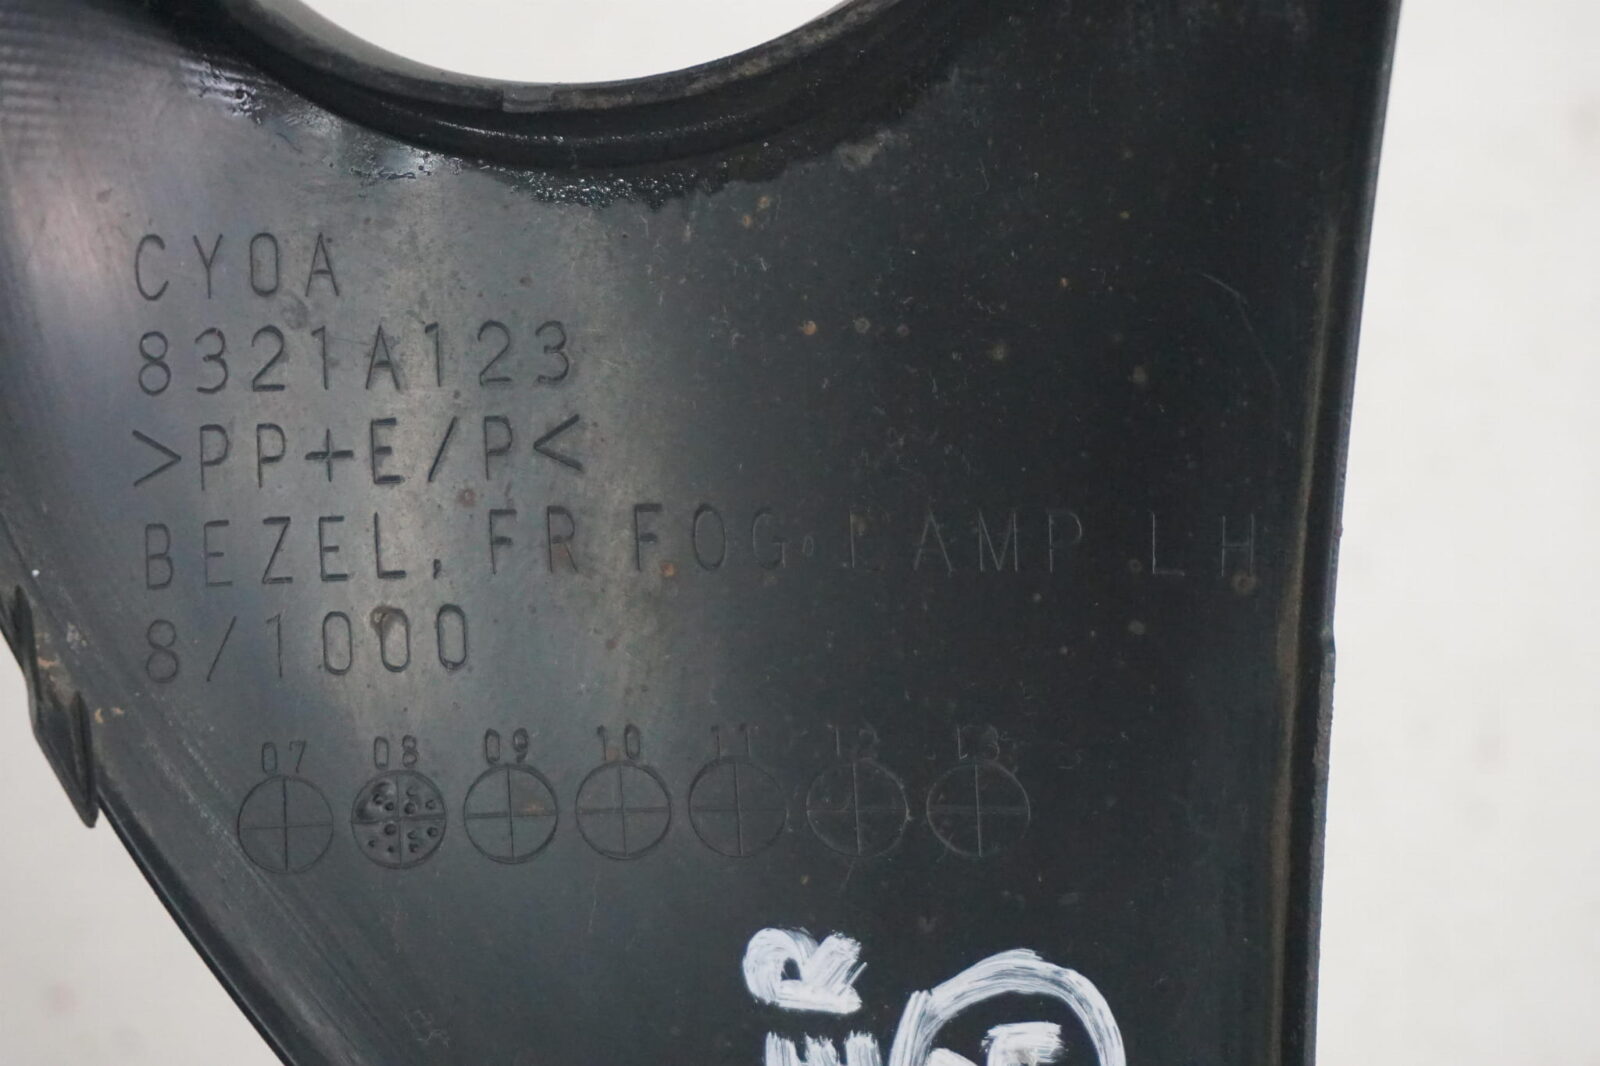 CY0A
8321A123
>PP+E/P<
BEZEL, FR FOG. LAMP LH
8/1000
07 08 09 10 11 12 13